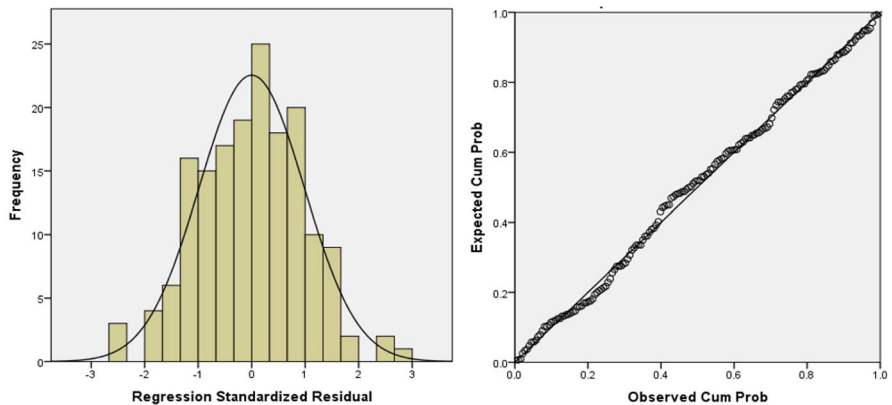 Frequency
25
20
15
10
5
0
-3 -2 -1 0 1 2 3
Regression Standardized Residual
Expected Cum Prob
1.0
0.8
0.6
0.4
0.2
0.0
0.0 0.2 0.4 0.6 0.8 1.0
Observed Cum Prob